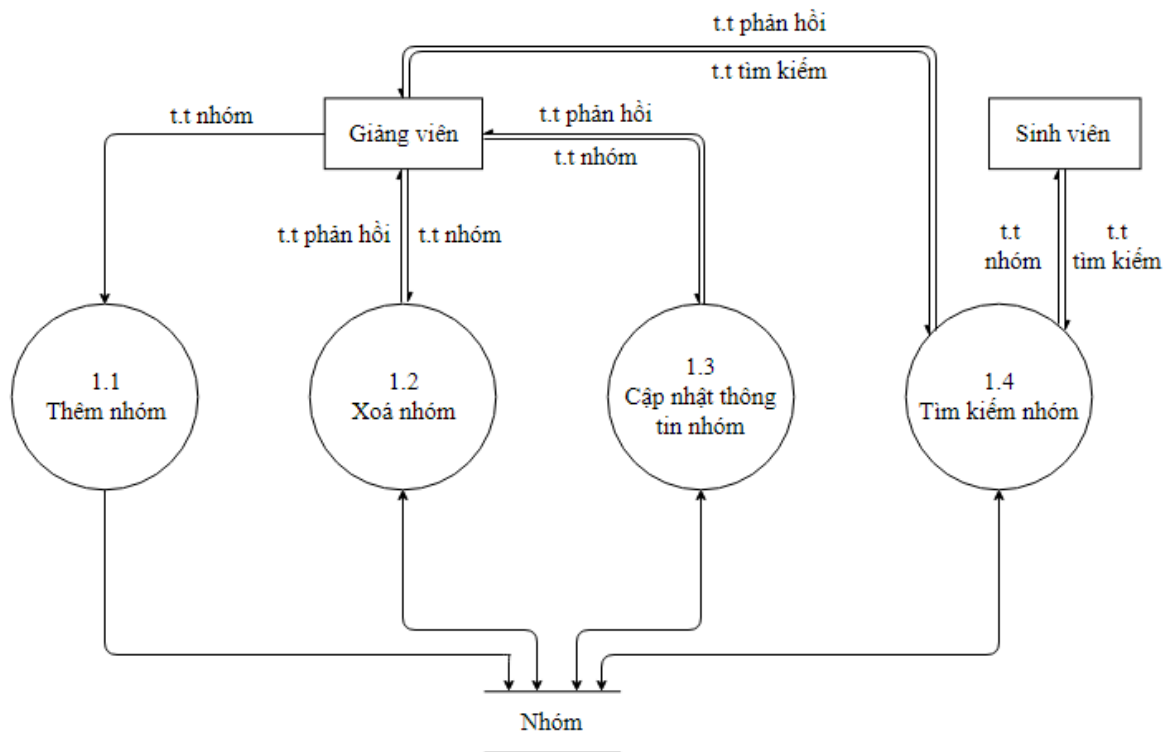 t.t phản hồi
t.t tìm kiếm
t.t nhóm
Giảng viên
t.t phản hồi
t.t nhóm
Sinh viên
t.t phản hồi
t.t nhóm
t.t
nhóm
t.t
tìm kiếm
1.1
Thêm nhóm
1.2
Xoá nhóm
1.3
Cập nhật thông
tin nhóm
1.4
Tìm kiếm nhóm
Nhóm